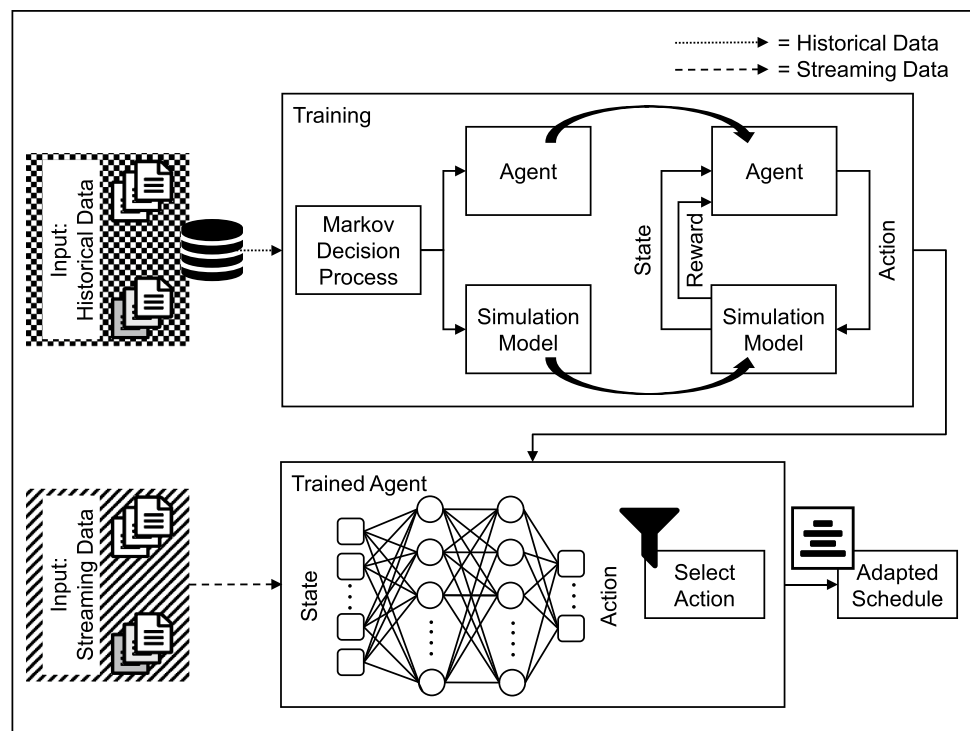 = Historical Data
= Streaming Data
Training
Input:
Historical Data
Markov
Decision
Process
Agent
Agent
State
Reward
Action
Simulation
Model
Simulation
Model
Trained Agent
Input:
Streaming Data
State
Action
Select
Action
Adapted
Schedule